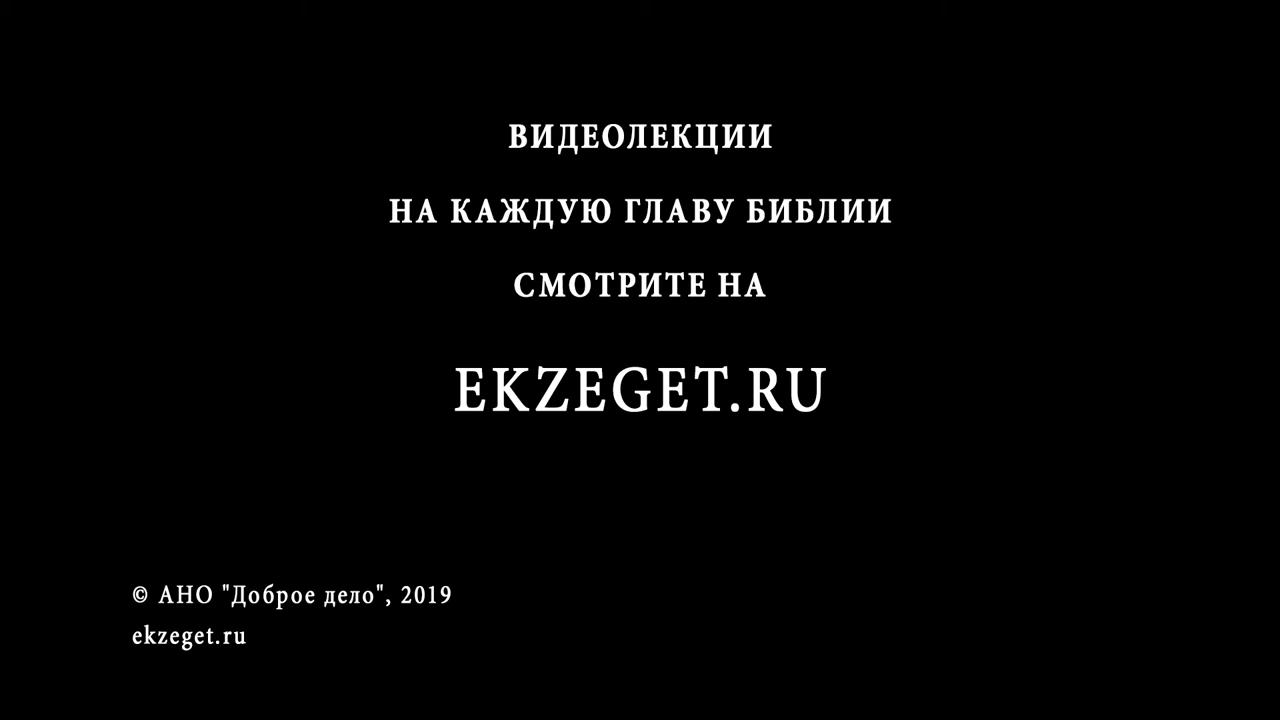 ВИДЕОЛЕКЦИИ
НА КАЖДУЮ ГЛАВУ БИБЛИИ
СМОТРИТЕ НА
EKZEGET.RU
© АНО "Доброе дело", 2019
ekzeget.ru